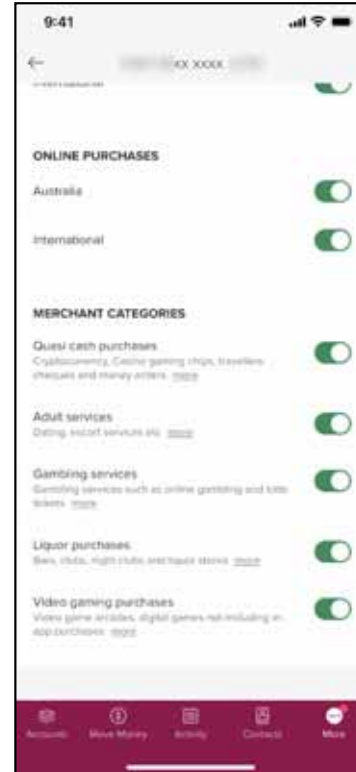 9:41
xx xxxx
International
ONLINE PURCHASES
Australia
International
MERCHANT CATEGORIES
Quasi cash purchases
Cryptocurrency, Casino gaming chips, travellers
cheques and money orders more
Adult services
Dating, escort services etc more
Gambling services
Gambling services such as online gambling and lotto
tickets more
Liquor purchases
Bars, clubs, night clubs and liquor stores more
Video gaming purchases
Video game arcades, digital games not including in-
app purchases more
Accounts Move Money Activity Contacts More